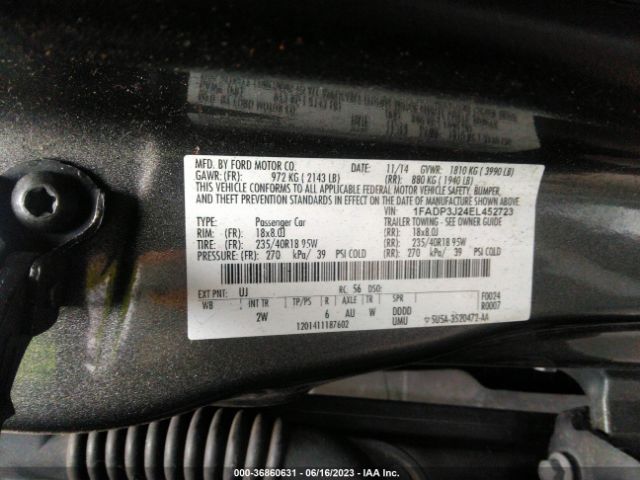 MFD. BY FORD MOTOR CO. DATE: 11/14 GVWR: 1810 KG ( 3990 LB)
GAWR: (FR): 972 KG ( 2143 LB) (RR): 880 KG ( 1940 LB)
THIS VEHICLE CONFORMS TO ALL APPLICABLE FEDERAL MOTOR VEHICLE SAFETY, BUMPER,
AND THEFT PREVENTION STANDARDS IN EFFECT ON THE DATE OF MANUFACTURE SHOWN ABOVE.
VIN: 1FADP3J24EL452723
TYPE: Passenger Car TRAILER TOWING - SEE OWNER GUIDE
RIM: (FR): 18x8.0J (RR): 18x8.0J
TIRE: (FR): 235/40R18 95W (RR): 235/40R18 95W
PRESSURE: (FR): 270 kPa/ 39 PSI COLD (RR): 270 kPa/ 39 PSI COLD
EXT PNT: UJ RC: 56 DSO:
WB INT TR TP/PS R AXLE TR SPR F0024
2W 6 AU W DDDD R0007
1201411187602 UMU 5U5A-3520472-AA
000-36860631 - 06/16/2023 - IAA Inc.